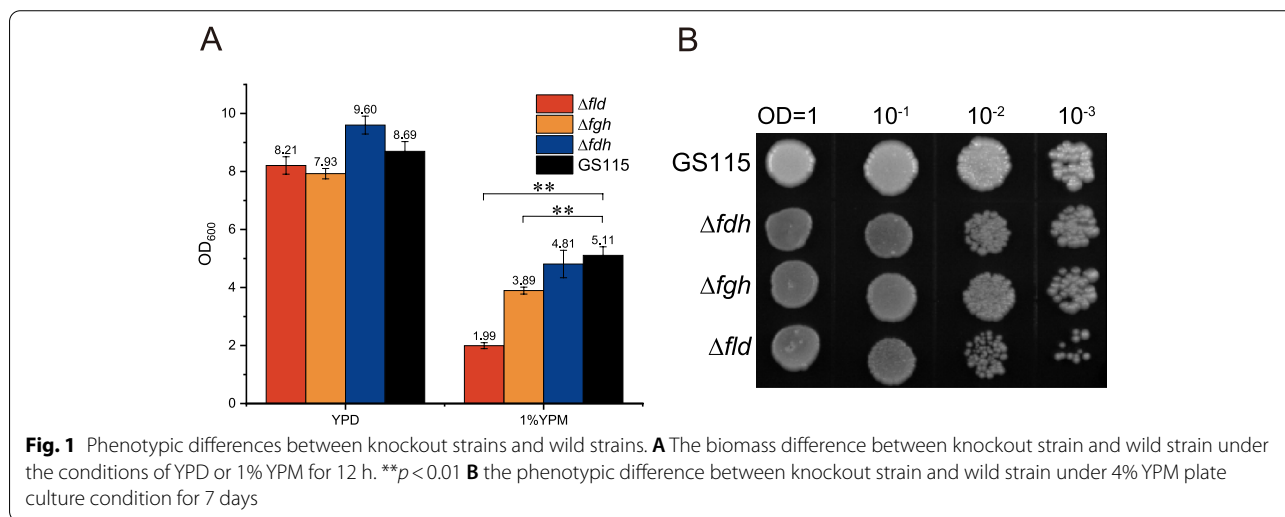 A
10
8
6
4
2
0
OD600
8.21
7.93
9.60
8.69
1.99
3.89
4.81
5.11
**
**
Δfld
Δfgh
Δfdh
GS115
YPD
1%YPM
B
OD=1 10-1 10-2 10-3
GS115
Δfdh
Δfgh
Δfld
Fig. 1 Phenotypic differences between knockout strains and wild strains. A The biomass difference between knockout strain and wild strain under
the conditions of YPD or 1% YPM for 12 h. **p < 0.01 B the phenotypic difference between knockout strain and wild strain under 4% YPM plate
culture condition for 7 days